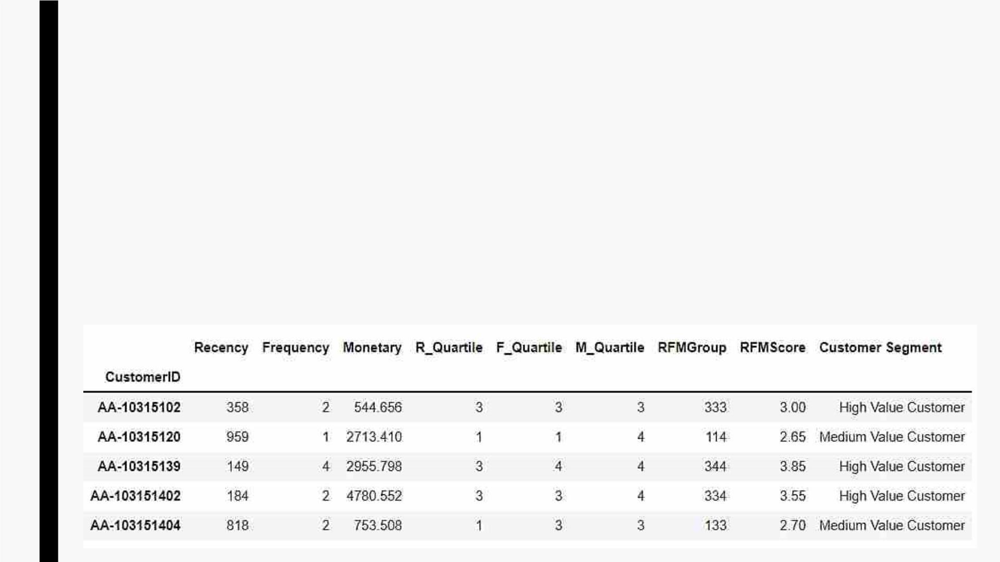 Recency Frequency Monetary R_Quartile F_Quartile M_Quartile RFMGroup RFMScore Customer Segment
CustomerID
AA-10315102 358 2 544.656 3 3 3 333 3.00 High Value Customer
AA-10315120 959 1 2713.410 1 1 4 114 2.65 Medium Value Customer
AA-10315139 149 4 2955.798 3 4 4 344 3.85 High Value Customer
AA-103151402 184 2 4780.552 3 3 4 334 3.55 High Value Customer
AA-103151404 818 2 753.508 1 3 3 133 2.70 Medium Value Customer